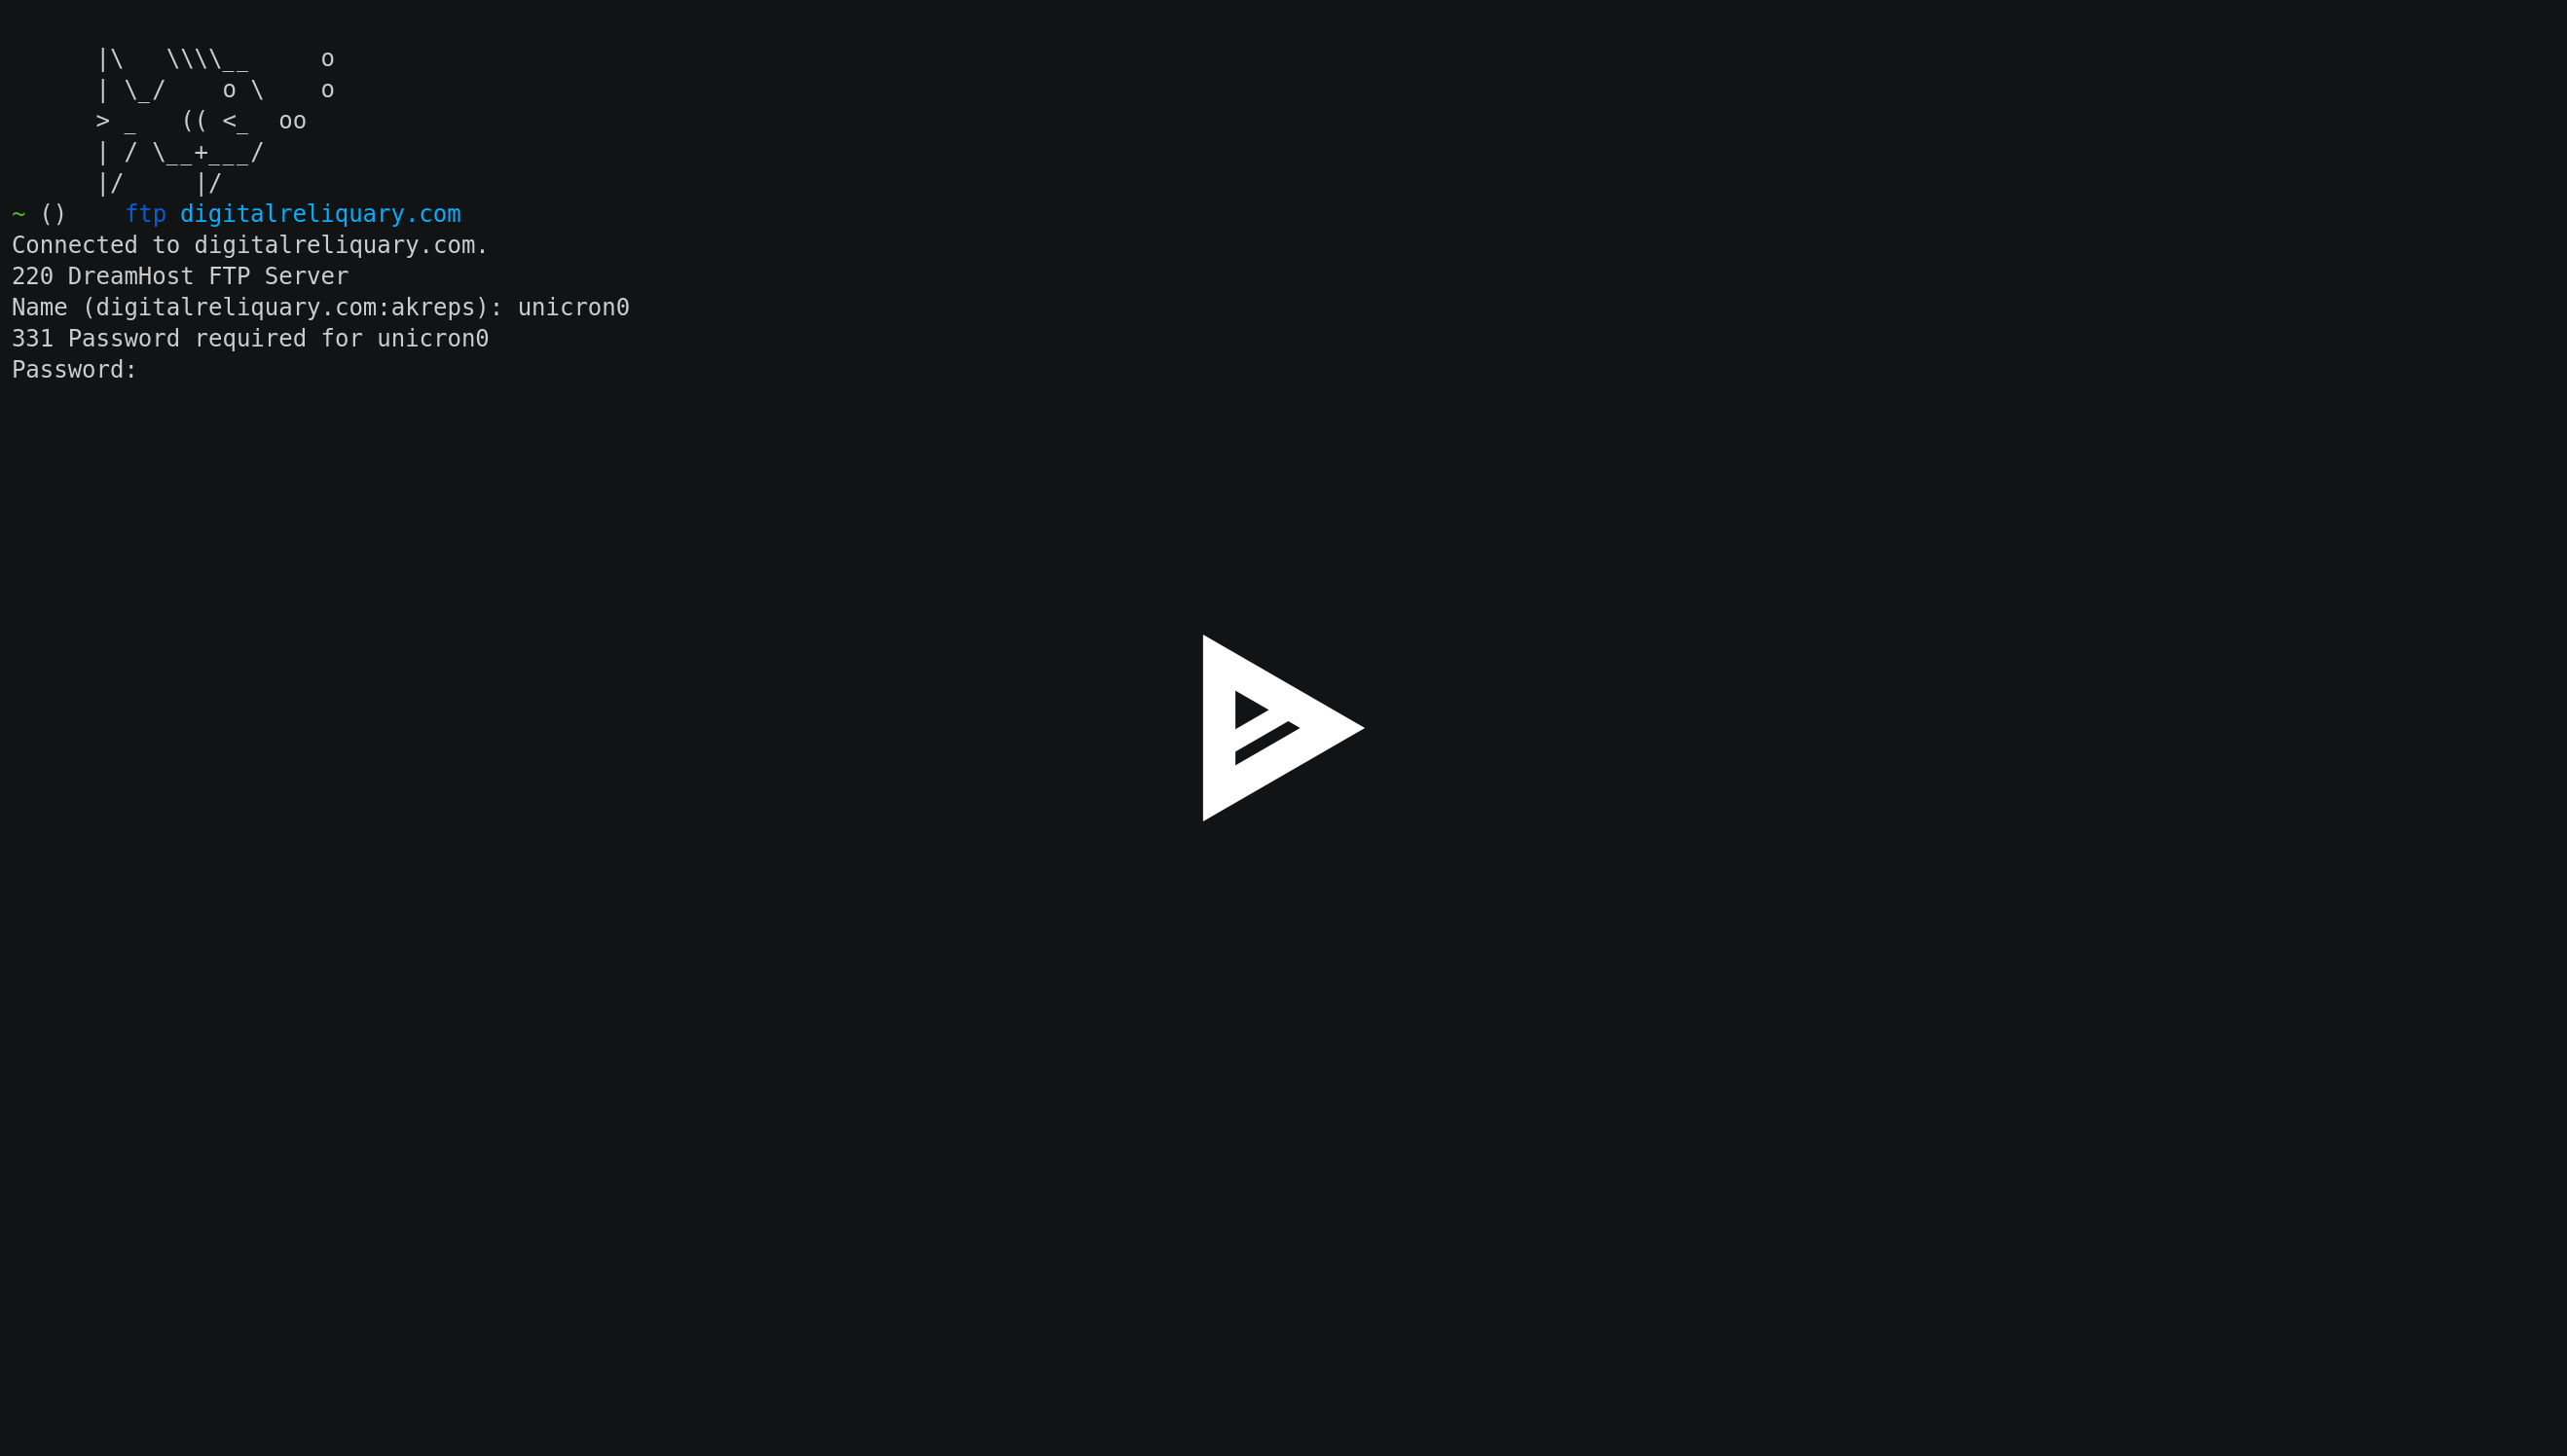 |\   \\\\__     o
| \_/    o \    o
> _   (( <_  oo
| / \__+___/
|/     |/
~ ()    ftp digitalreliquary.com
Connected to digitalreliquary.com.
220 DreamHost FTP Server
Name (digitalreliquary.com:akreps): unicron0
331 Password required for unicron0
Password: